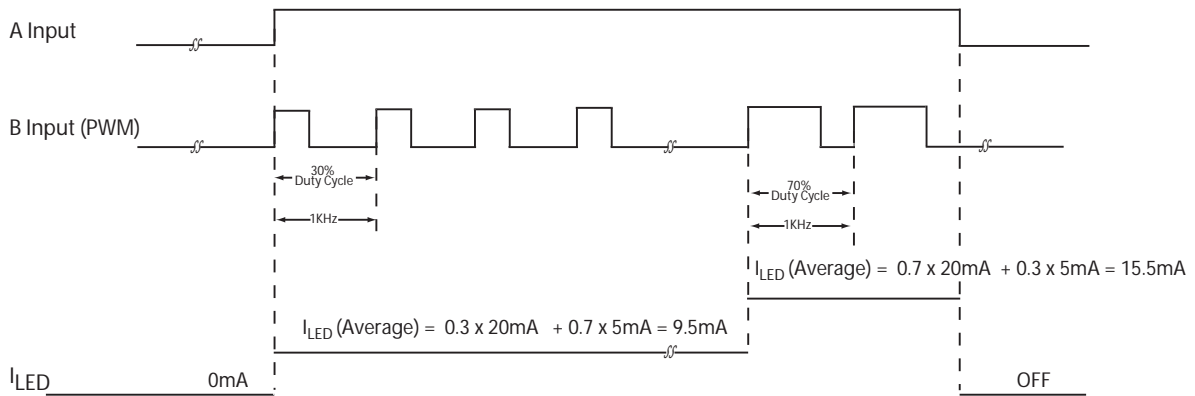 A Input
B Input (PWM)
30%
Duty Cycle
1KHz
70%
Duty Cycle
1KHz
I_LED (Average) = 0.7 x 20mA + 0.3 x 5mA = 15.5mA
I_LED (Average) = 0.3 x 20mA + 0.7 x 5mA = 9.5mA
I_LED 0mA OFF